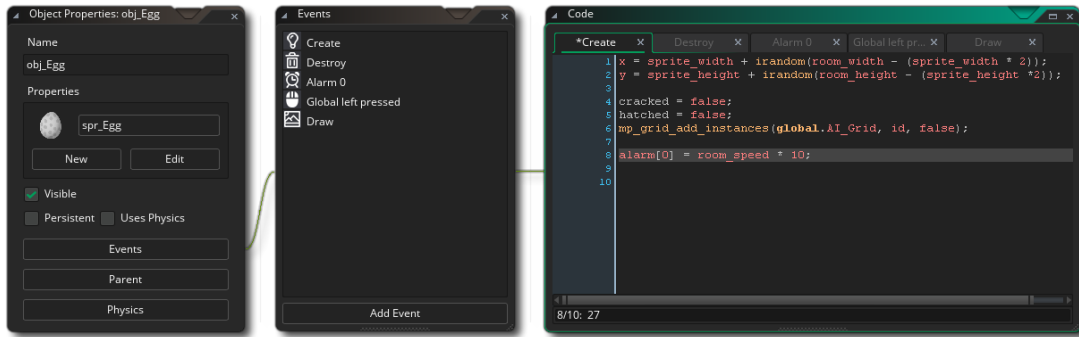 Object Properties: obj_Egg
Name
obj_Egg
Properties
spr_Egg
New
Edit
Visible
Persistent
Uses Physics
Events
Parent
Physics
Events
Create
Destroy
Alarm 0
Global left pressed
Draw
Add Event
Code
*Create
Destroy
Alarm 0
Global left pr...
Draw
1 x = sprite_width + irandom(room_width - (sprite_width * 2));
2 y = sprite_height + irandom(room_height - (sprite_height *2));
3
4 cracked = false;
5 hatched = false;
6 mp_grid_add_instances(global.AI_Grid, id, false);
7
8 alarm[0] = room_speed * 10;
9
10
8/10: 27